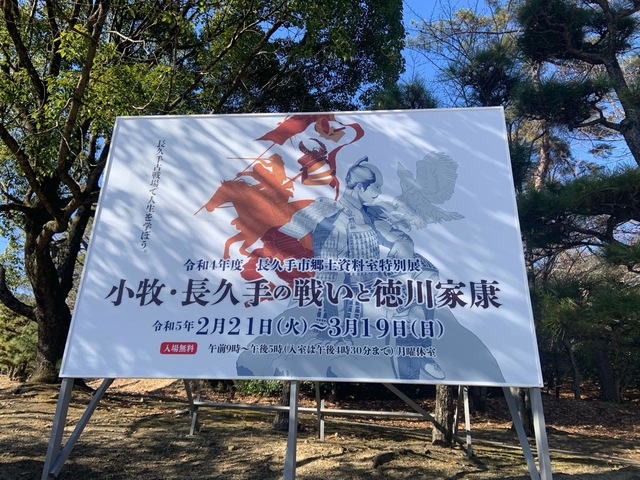 長久手古戦場で人生を学ぼう。
令和4年度 長久手市郷土資料室特別展
小牧・長久手の戦いと徳川家康
令和5年2月21日(火)～3月19日(日)
入場無料 午前9時～午後5時(入室は午後4時30分まで)月曜休室